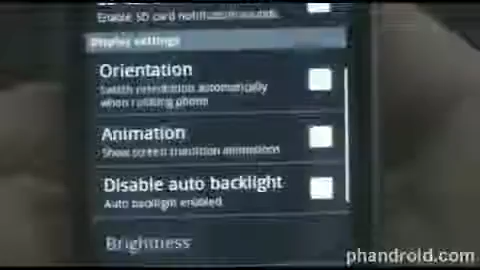 Enable SD card notification sounds
Display settings
Orientation
Switch orientation automatically
when rotating phone
Animation
Show screen transition animations
Disable auto backlight
Auto backlight enabled
Brightness
phandroid.com